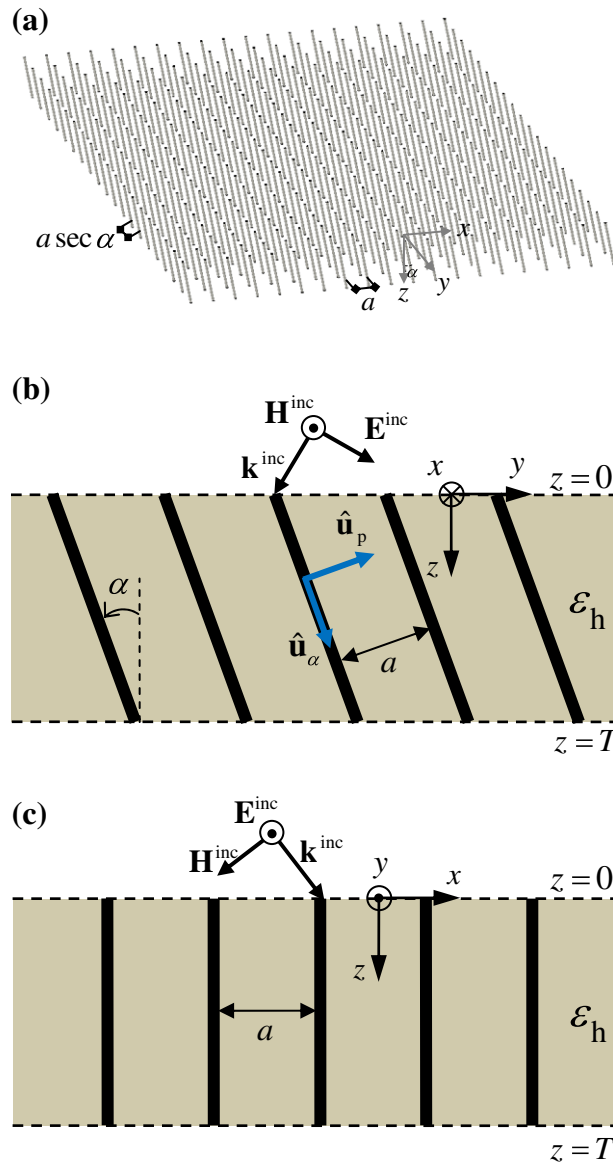 (a)
a sec α
a
x
α
z
y
(b)
H^inc
E^inc
k^inc
x
y
z = 0
û_p
z
α
ε_h
û_α
a
z = T
(c)
E^inc
H^inc
k^inc
y
x
z = 0
z
a
ε_h
z = T